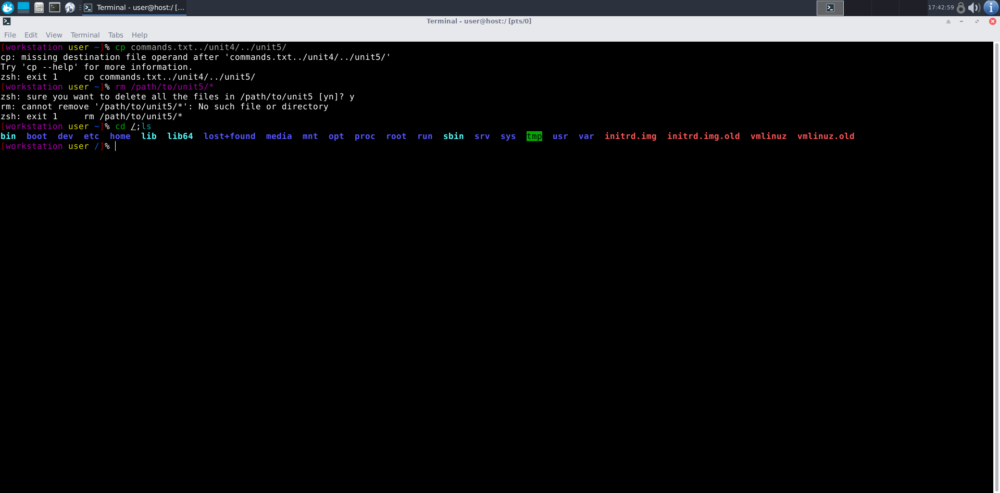 Terminal - user@host:/ [...
17:42:59
Terminal - user@host:/ [pts/0]
File Edit View Terminal Tabs Help
[workstation user ~]% cp commands.txt../unit4/../unit5/
cp: missing destination file operand after 'commands.txt../unit4/../unit5/'
Try 'cp --help' for more information.
zsh: exit 1     cp commands.txt../unit4/../unit5/
[workstation user ~]% rm /path/to/unit5/*
zsh: sure you want to delete all the files in /path/to/unit5 [yn]? y
rm: cannot remove '/path/to/unit5/*': No such file or directory
zsh: exit 1     rm /path/to/unit5/*
[workstation user ~]% cd /;ls
bin  boot  dev  etc  home  lib  lib64  lost+found  media  mnt  opt  proc  root  run  sbin  srv  sys  tmp  usr  var  initrd.img  initrd.img.old  vmlinuz  vmlinuz.old
[workstation user /]%